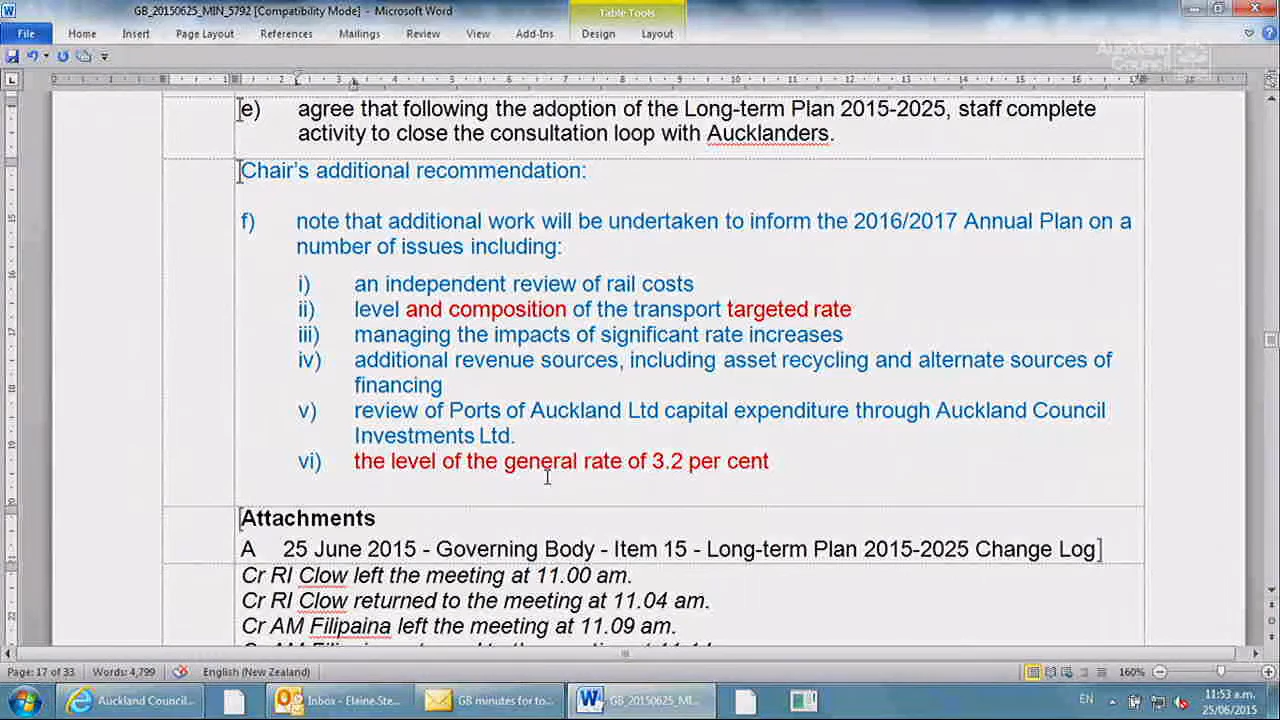 GB_20150625_MIN_5792 [Compatibility Mode] - Microsoft Word
Table Tools
File Home Insert Page Layout References Mailings Review View Add-Ins Design Layout
Auckland
Council
e) agree that following the adoption of the Long-term Plan 2015-2025, staff complete
activity to close the consultation loop with Aucklanders.
Chair's additional recommendation:
f) note that additional work will be undertaken to inform the 2016/2017 Annual Plan on a
number of issues including:
i) an independent review of rail costs
ii) level and composition of the transport targeted rate
iii) managing the impacts of significant rate increases
iv) additional revenue sources, including asset recycling and alternate sources of
financing
v) review of Ports of Auckland Ltd capital expenditure through Auckland Council
Investments Ltd.
vi) the level of the general rate of 3.2 per cent
Attachments
A 25 June 2015 - Governing Body - Item 15 - Long-term Plan 2015-2025 Change Log
Cr RI Clow left the meeting at 11.00 am.
Cr RI Clow returned to the meeting at 11.04 am.
Cr AM Filipaina left the meeting at 11.09 am.
Page: 17 of 33 Words: 4,799 English (New Zealand) 160%
Auckland Council... Inbox - Elaine.Ste... GB minutes for to... GB_20150625_MI... EN 11:53 a.m.
25/06/2015